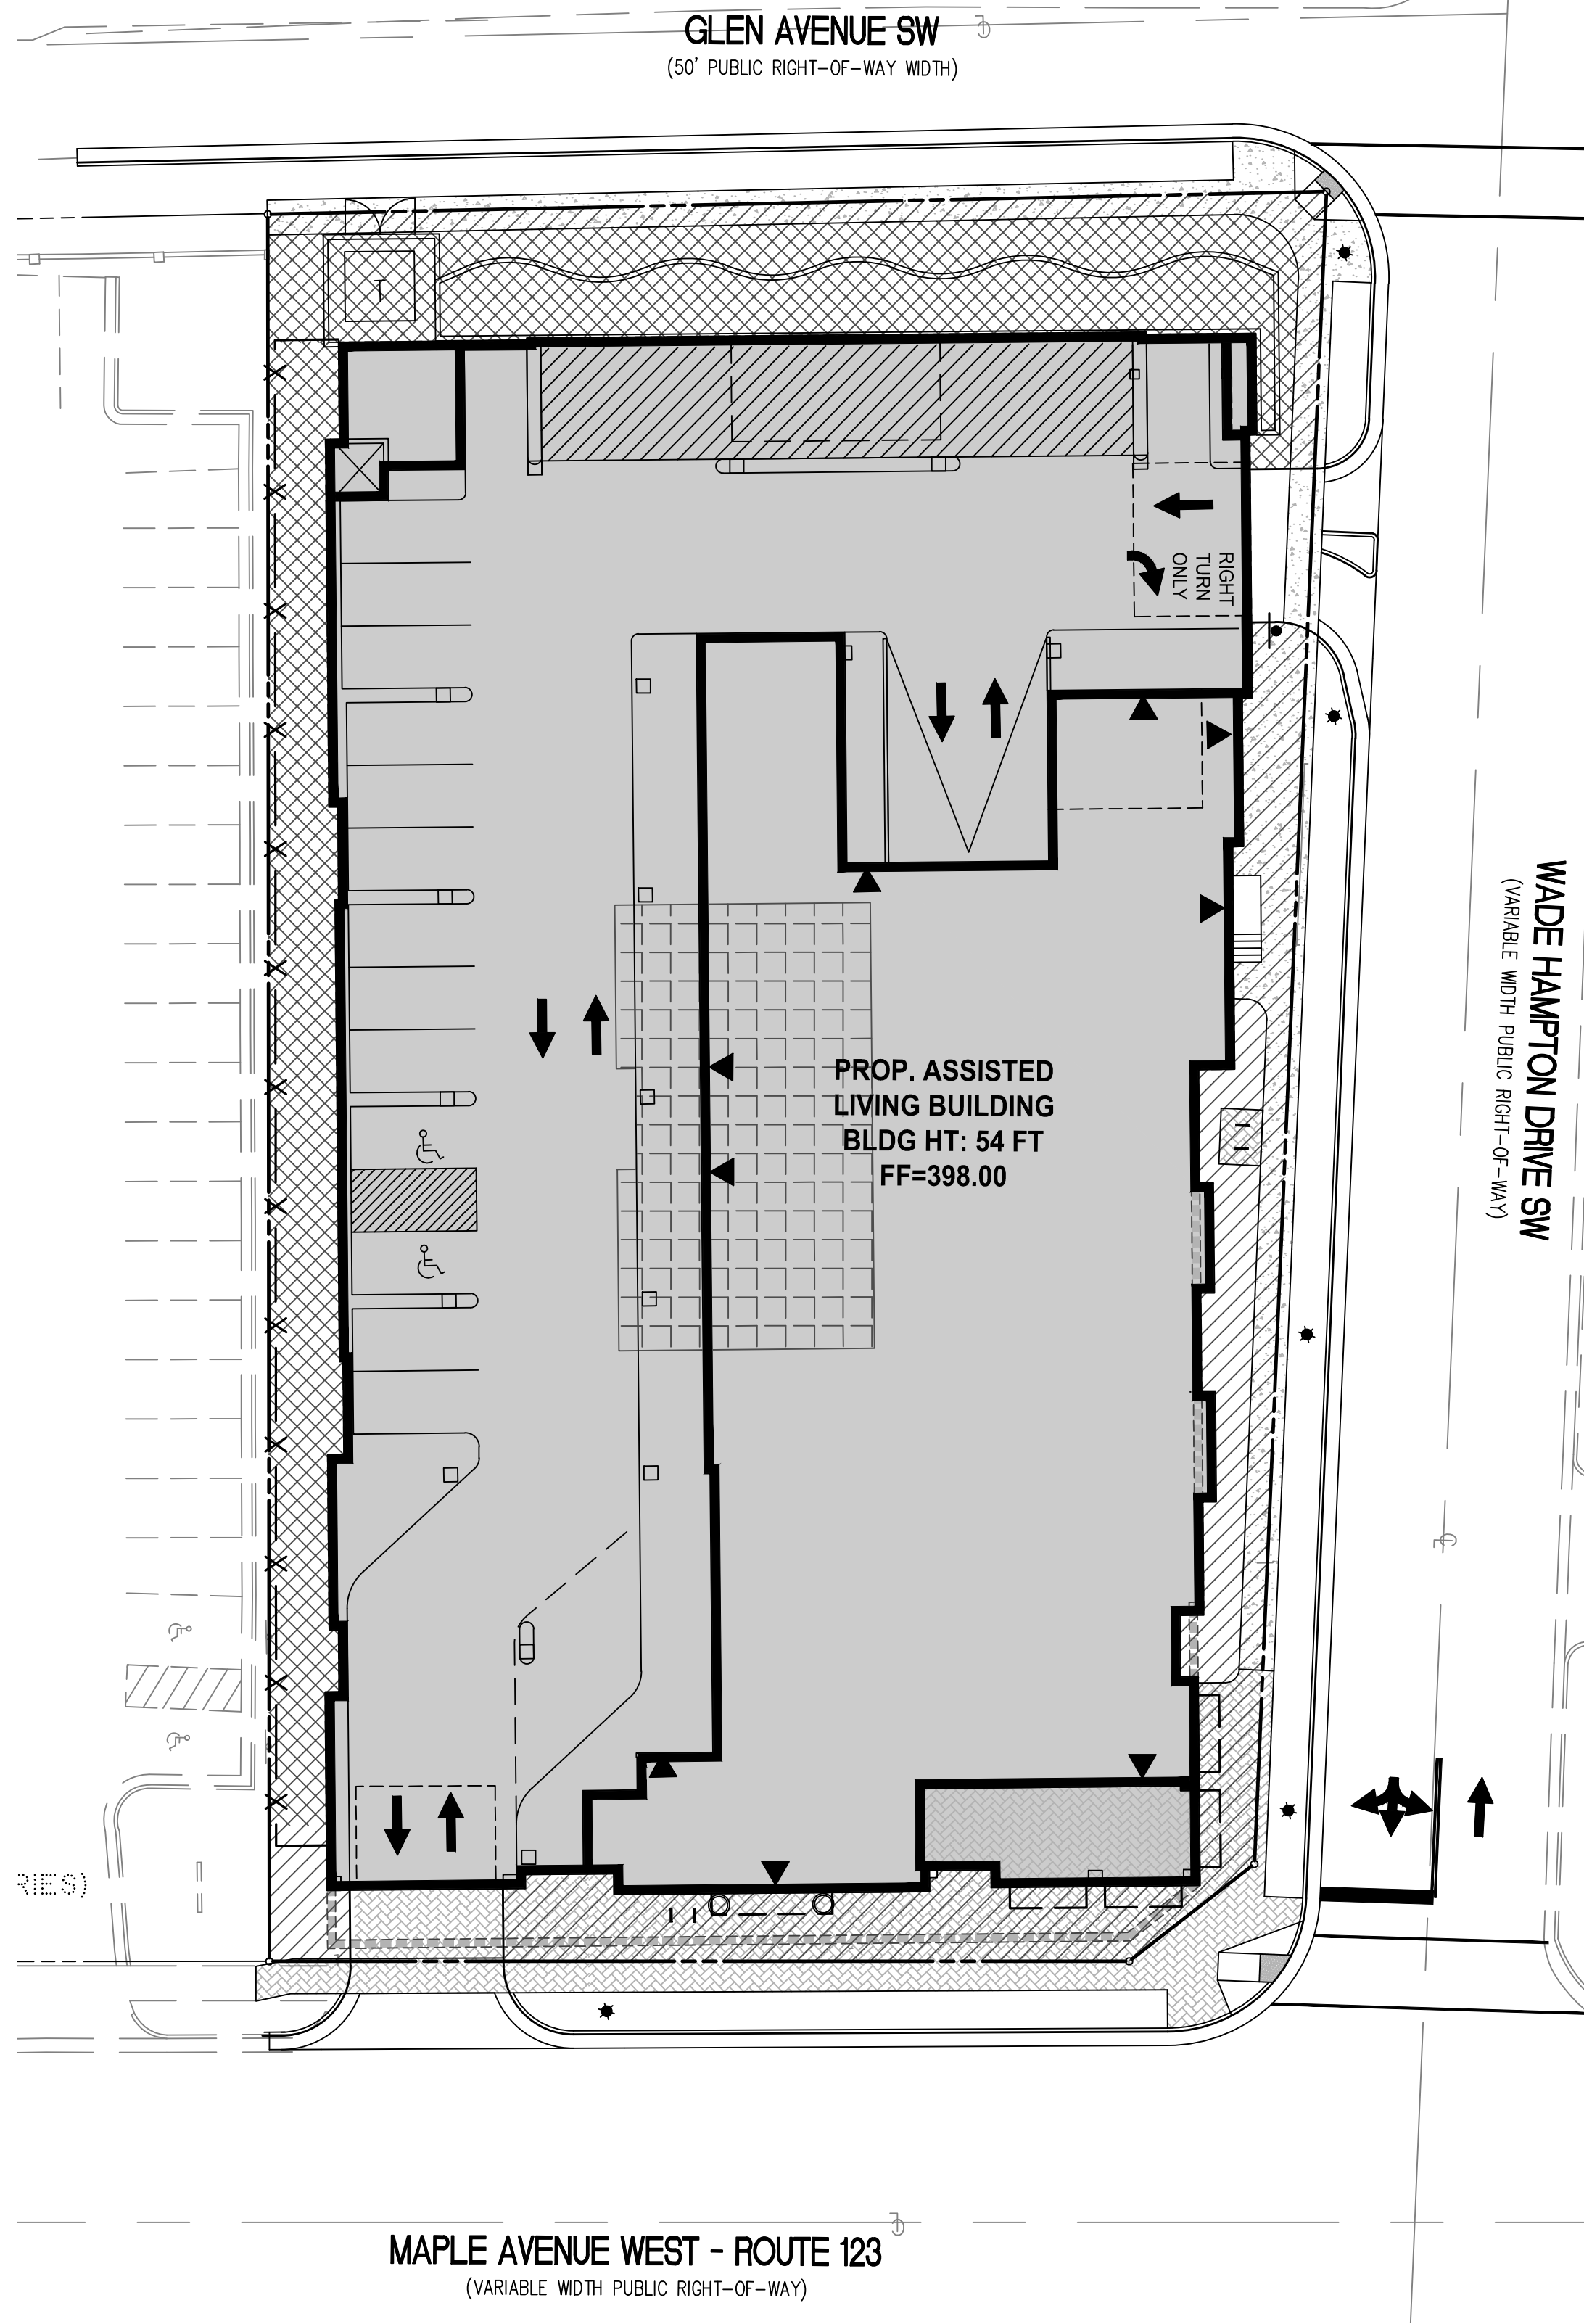 GLEN AVENUE SW
(50' PUBLIC RIGHT-OF-WAY WIDTH)
T
RIGHT
TURN
ONLY
WADE HAMPTON DRIVE SW
(VARIABLE WIDTH PUBLIC RIGHT-OF-WAY)
PROP. ASSISTED
LIVING BUILDING
BLDG HT: 54 FT
FF=398.00
RIES)
MAPLE AVENUE WEST - ROUTE 123
(VARIABLE WIDTH PUBLIC RIGHT-OF-WAY)